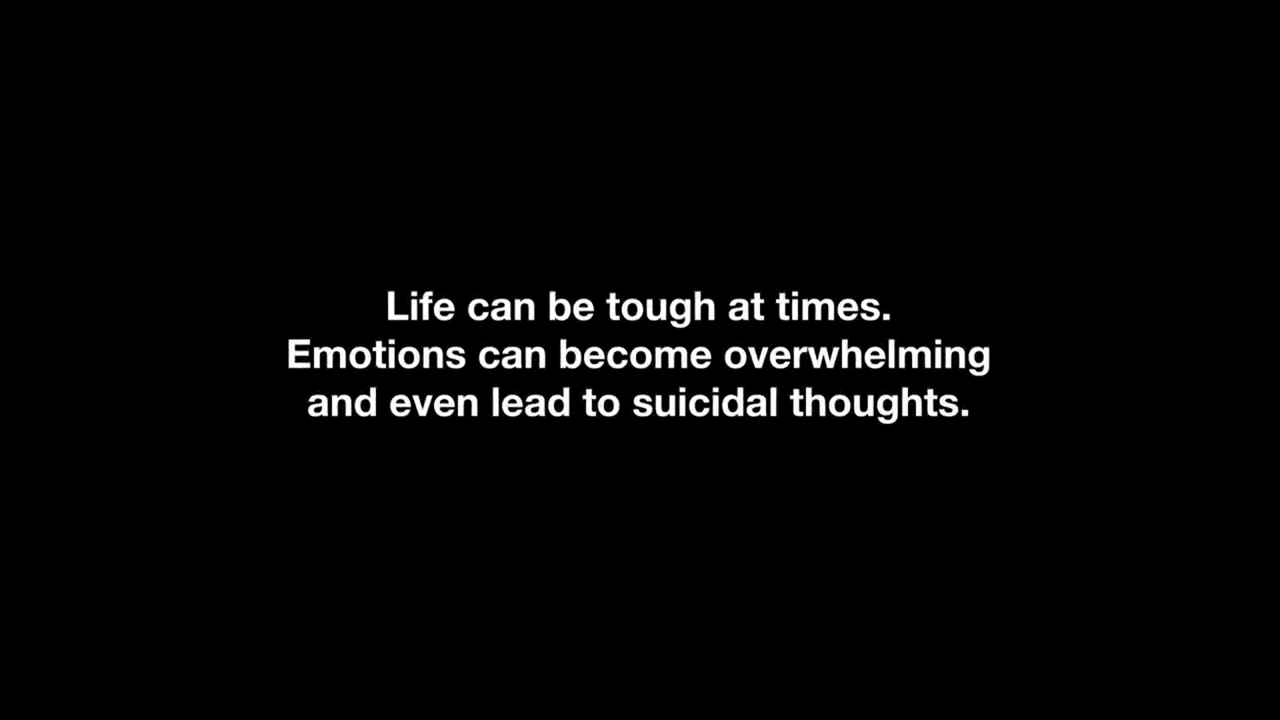 Life can be tough at times.
Emotions can become overwhelming
and even lead to suicidal thoughts.